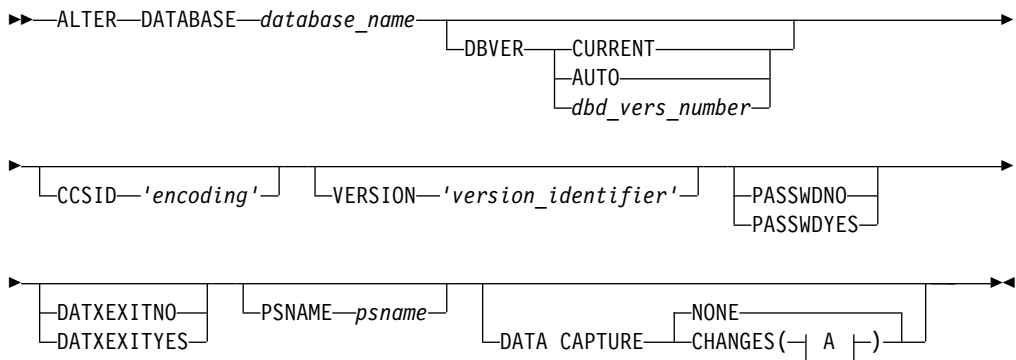 ALTER DATABASE database_name
DBVER CURRENT
AUTO
dbd_vers_number
CCSID 'encoding' VERSION 'version_identifier' PASSWDNO
PASSWDYES
DATXEXITNO PSNAME psname NONE
DATXEXITYES DATA CAPTURE CHANGES( A )